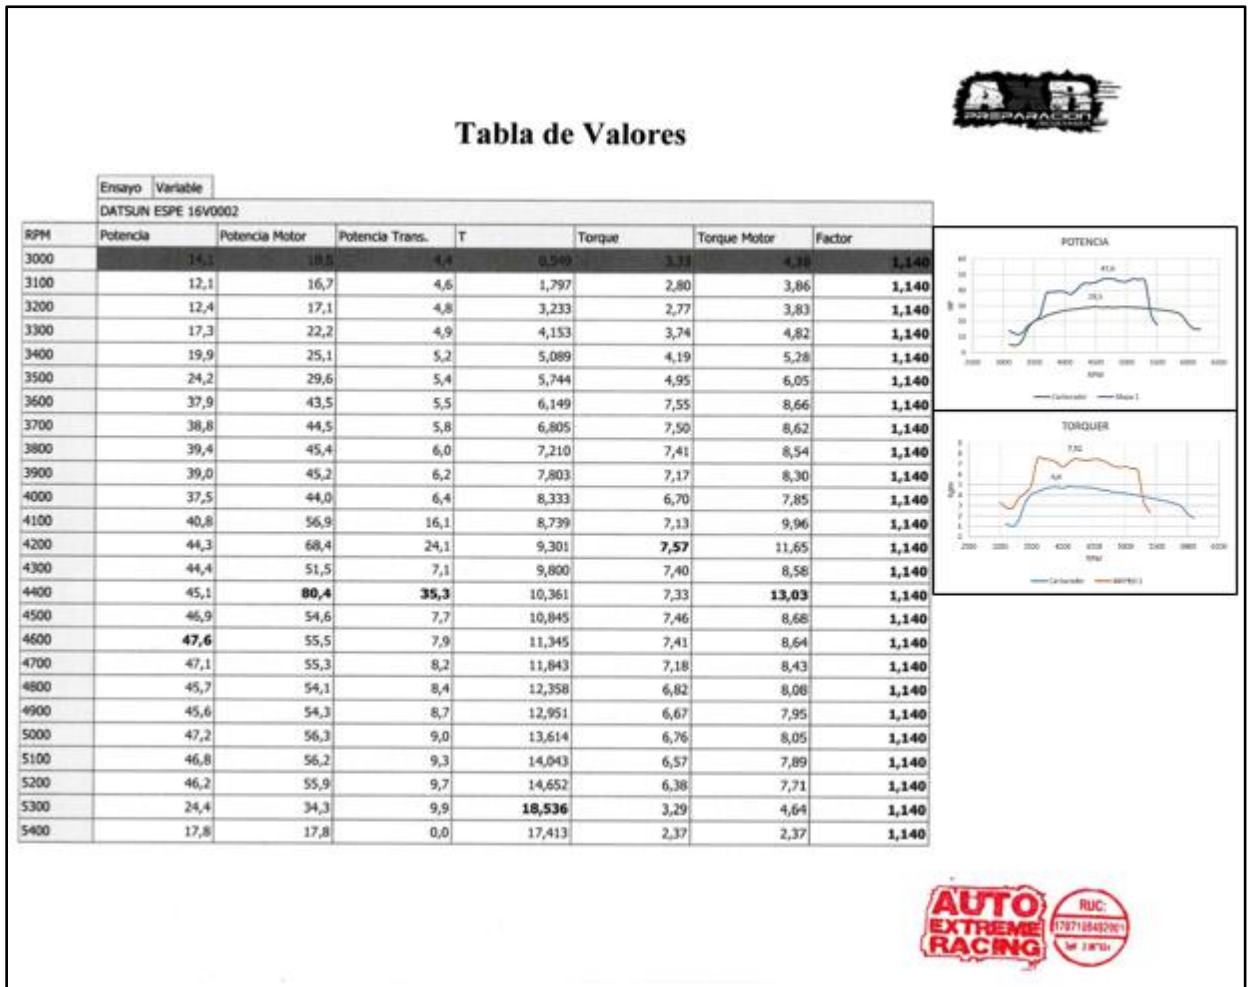 AXR
PREPARACION
Tabla de Valores
Ensayo Variable
DATSUN ESPE 16V0002
RPM Potencia Potencia Motor Potencia Trans. T Torque Torque Motor Factor
3000 14,1 18,5 4,4 0,549 3,33 4,38 1,140
3100 12,1 16,7 4,6 1,797 2,80 3,86 1,140
3200 12,4 17,1 4,8 3,233 2,77 3,83 1,140
3300 17,3 22,2 4,9 4,153 3,74 4,82 1,140
3400 19,9 25,1 5,2 5,089 4,19 5,28 1,140
3500 24,2 29,6 5,4 5,744 4,95 6,05 1,140
3600 37,9 43,5 5,5 6,149 7,55 8,66 1,140
3700 38,8 44,5 5,8 6,805 7,50 8,62 1,140
3800 39,4 45,4 6,0 7,210 7,41 8,54 1,140
3900 39,0 45,2 6,2 7,803 7,17 8,30 1,140
4000 37,5 44,0 6,4 8,333 6,70 7,85 1,140
4100 40,8 56,9 16,1 8,739 7,13 9,96 1,140
4200 44,3 68,4 24,1 9,301 7,57 11,65 1,140
4300 44,4 51,5 7,1 9,800 7,40 8,58 1,140
4400 45,1 80,4 35,3 10,361 7,33 13,03 1,140
4500 46,9 54,6 7,7 10,845 7,46 8,68 1,140
4600 47,6 55,5 7,9 11,345 7,41 8,64 1,140
4700 47,1 55,3 8,2 11,843 7,18 8,43 1,140
4800 45,7 54,1 8,4 12,358 6,82 8,08 1,140
4900 45,6 54,3 8,7 12,951 6,67 7,95 1,140
5000 47,2 56,3 9,0 13,614 6,76 8,05 1,140
5100 46,8 56,2 9,3 14,043 6,57 7,89 1,140
5200 46,2 55,9 9,7 14,652 6,38 7,71 1,140
5300 24,4 34,3 9,9 18,536 3,29 4,64 1,140
5400 17,8 17,8 0,0 17,413 2,37 2,37 1,140
POTENCIA
47,6
HP
RPM
Carburador Mapa 1
TORQUER
RPM
Carburador
AUTO
EXTREME
RACING
RUC: